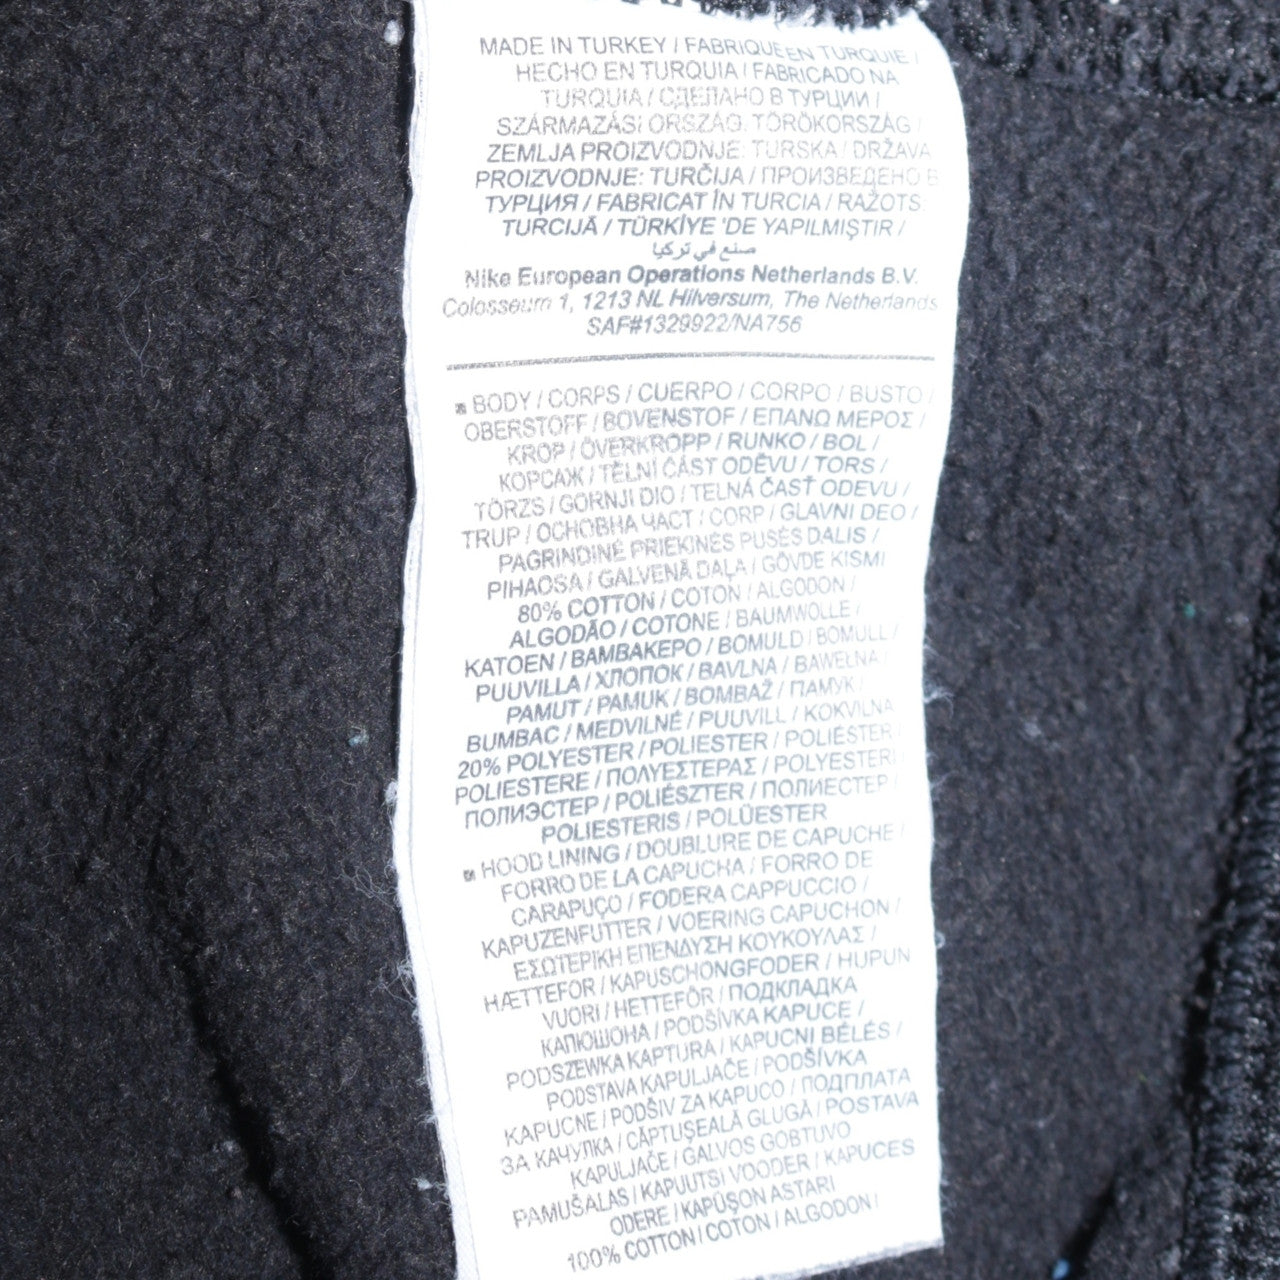 MADE IN TURKEY / FABRIQUÉ EN TURQUIE /
HECHO EN TURQUIA / FABRICADO NA
TURQUIA / СДЕЛАНО В ТУРЦИИ /
SZÁRMAZÁSI ORSZÁG: TÖRÖKORSZÁG /
ZEMLJA PROIZVODNJE: TURSKA / DRŽAVA
PROIZVODNJE: TURČIJA / ПРОИЗВЕДЕНО В
ТУРЦИЯ / FABRICAT ÎN TURCIA / RAŽOTS:
TURCIJĀ / TÜRKİYE 'DE YAPILMIŞTIR /
صنع في تركيا
Nike European Operations Netherlands B.V.
Colosseum 1, 1213 NL Hilversum, The Netherlands
SAF#1329922/NA756
BODY / CORPS / CUERPO / CORPO / BUSTO /
OBERSTOFF / BOVENSTOF / ΕΠΑΝΩ ΜΕΡΟΣ /
KROP / ÖVERKROPP / RUNKO / BOL /
КОРСАЖ / TĚLNÍ ČÁST ODĚVU / TORS /
TÖRZS / GORNJI DIO / TELNÁ ČASŤ ODEVU /
TRUP / ОСНОВНА ЧАСТ / CORP / GLAVNI DEO /
PAGRINDINĖ PRIEKINĖS PUSĖS DALIS /
PIHAOSA / GALVENĀ DAĻA / GÖVDE KISMI
80% COTTON / COTON / ALGODON /
ALGODÃO / COTONE / BAUMWOLLE /
KATOEN / ΒΑΜΒΑΚΕΡΟ / BOMULD / BOMULL /
PUUVILLA / ХЛОПОК / BAVLNA / BAWEŁNA /
PAMUT / PAMUK / BOMBAŽ / ПАМУК /
BUMBAC / MEDVILNĖ / PUUVILL / KOKVILNA
20% POLYESTER / POLIESTER / POLIÉSTER /
POLIESTERE / ΠΟΛΥΕΣΤΕΡΑΣ / POLYESTERI /
ПОЛИЭСТЕР / POLIÉSZTER / ПОЛИЕСТЕР /
POLIESTERIS / POLÜESTER
HOOD LINING / DOUBLURE DE CAPUCHE /
FORRO DE LA CAPUCHA / FORRO DE
CARAPUÇO / FODERA CAPPUCCIO /
KAPUZENFUTTER / VOERING CAPUCHON /
ΕΣΩΤΕΡΙΚΗ ΕΠΕΝΔΥΣΗ ΚΟΥΚΟΥΛΑΣ /
HÆTTEFOR / KAPUSCHONGFODER / HUPUN
VUORI / HETTEFÔR / ПОДКЛАДКА
КАПЮШОНА / PODŠÍVKA KAPUCE /
PODSZEWKA KAPTURA / KAPUCNI BÉLÉS /
PODSTAVA KAPULJAČE / PODŠÍVKA
KAPUCNE / PODŠIV ZA KAPUCO / ПОДПЛАТА
ЗА КАЧУЛКА / CĂPTUŞEALĂ GLUGĂ / POSTAVA
KAPULJAČE / GALVOS GOBTUVO
PAMUŠALAS / KAPUUTSI VOODER / KAPUCES
ODERE / KAPÜŞON ASTARI
100% COTTON / COTON / ALGODON /